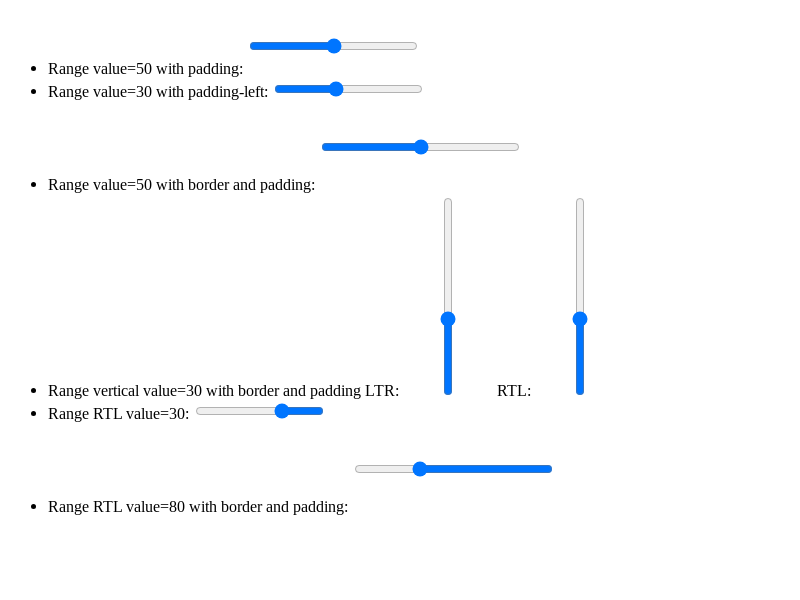 Range value=50 with padding:
Range value=30 with padding-left:
Range value=50 with border and padding:
Range vertical value=30 with border and padding LTR: RTL:
Range RTL value=30:
Range RTL value=80 with border and padding: